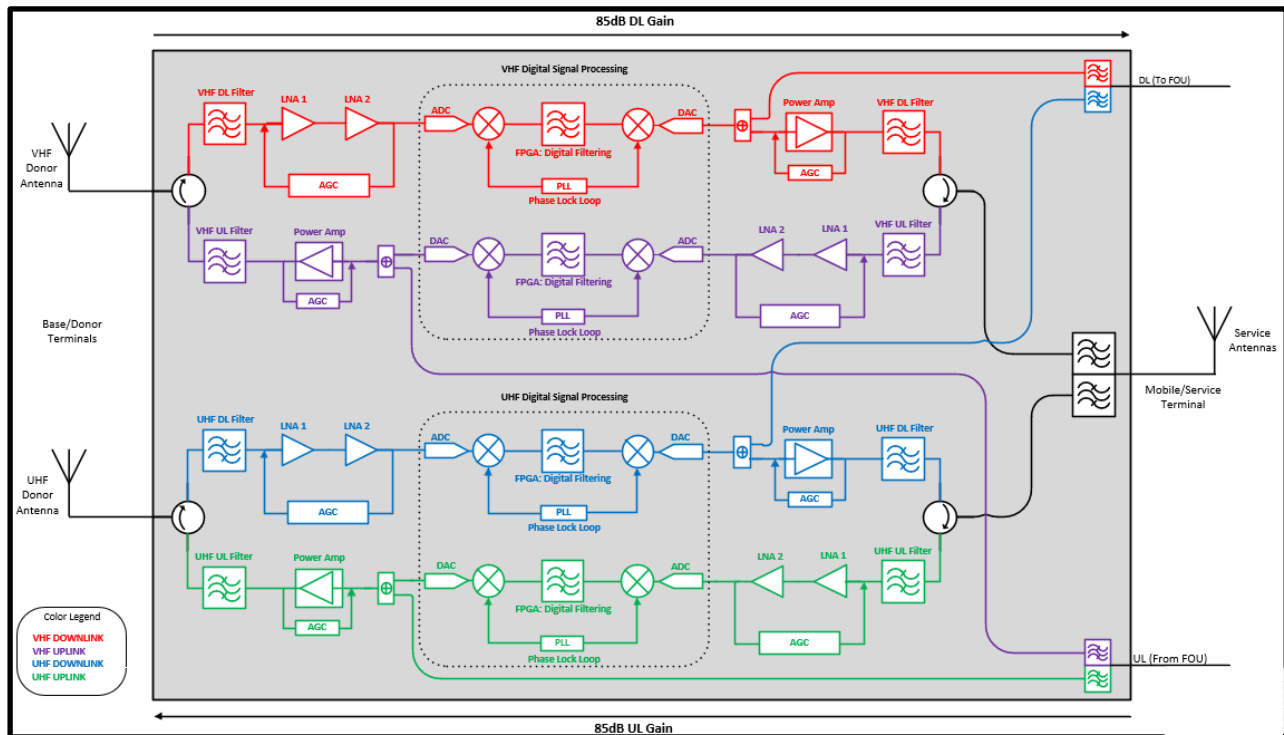 85dB DL Gain
VHF Digital Signal Processing
DL (To FOU)
VHF DL Filter
LNA 1
LNA 2
ADC
DAC
Power Amp
VHF DL Filter
VHF
Donor
Antenna
FPGA: Digital Filtering
AGC
PLL
Phase Lock Loop
AGC
VHF UL Filter
Power Amp
DAC
ADC
LNA 2
LNA 1
VHF UL Filter
FPGA: Digital Filtering
AGC
PLL
Phase Lock Loop
AGC
Base/Donor
Terminals
Service
Antennas
Mobile/Service
Terminal
UHF Digital Signal Processing
UHF DL Filter
LNA 1
LNA 2
ADC
DAC
Power Amp
UHF DL Filter
UHF
Donor
Antenna
FPGA: Digital Filtering
AGC
PLL
Phase Lock Loop
AGC
UHF UL Filter
Power Amp
DAC
ADC
LNA 2
LNA 1
UHF UL Filter
FPGA: Digital Filtering
AGC
PLL
Phase Lock Loop
AGC
Color Legend
VHF DOWNLINK
VHF UPLINK
UHF DOWNLINK
UHF UPLINK
UL (From FOU)
85dB UL Gain